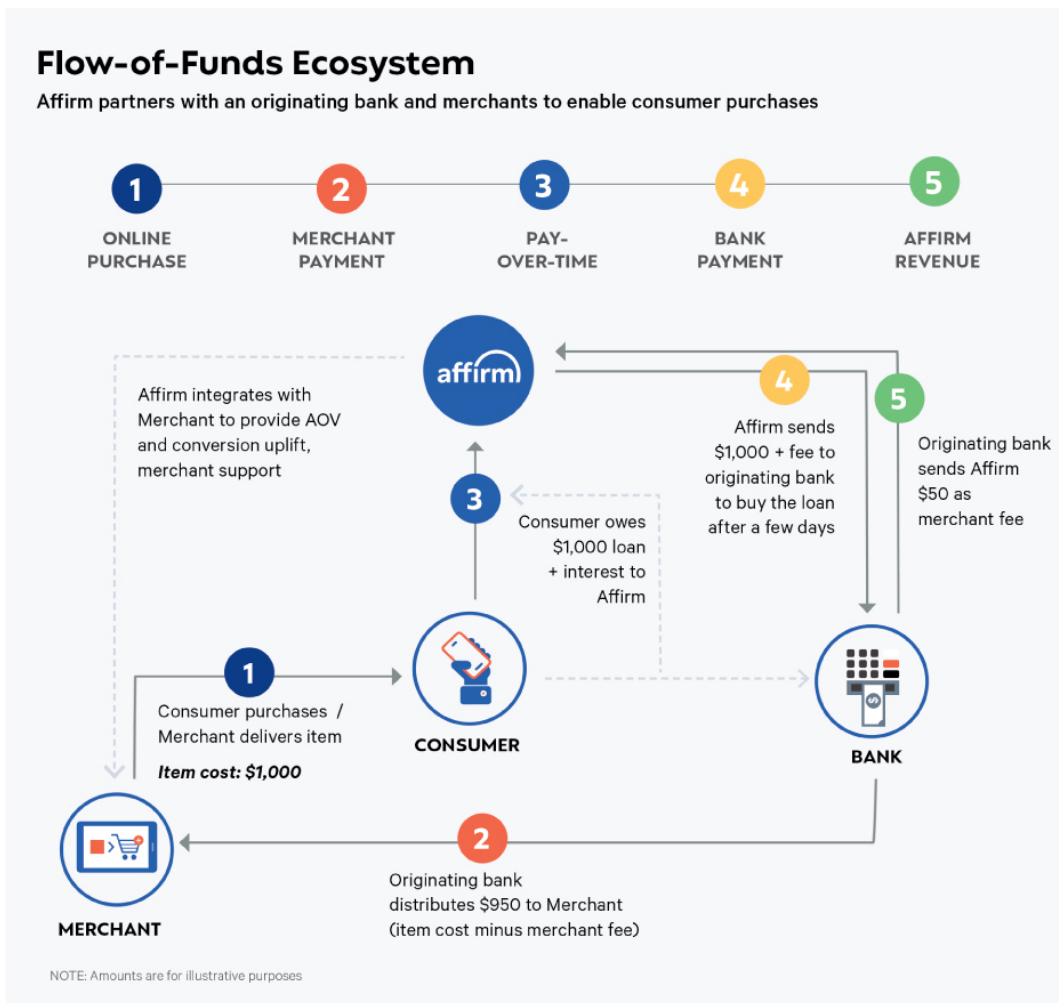 Flow-of-Funds Ecosystem
Affirm partners with an originating bank and merchants to enable consumer purchases
1
2
3
4
5
ONLINE
PURCHASE
MERCHANT
PAYMENT
PAY-
OVER-TIME
BANK
PAYMENT
AFFIRM
REVENUE
affirm
Affirm integrates with
Merchant to provide AOV
and conversion uplift,
merchant support
4
Affirm sends
$1,000 + fee to
originating bank
to buy the loan
after a few days
5
Originating bank
sends Affirm
$50 as
merchant fee
3
Consumer owes
$1,000 loan
+ interest to
Affirm
1
Consumer purchases /
Merchant delivers item
Item cost: $1,000
CONSUMER
$
BANK
2
Originating bank
distributes $950 to Merchant
(item cost minus merchant fee)
MERCHANT
NOTE: Amounts are for illustrative purposes